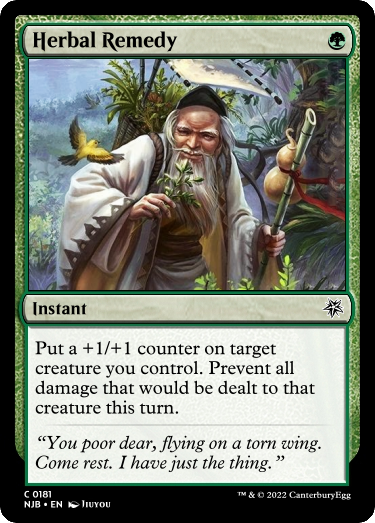 Herbal Remedy
Instant
Put a +1/+1 counter on target
creature you control. Prevent all
damage that would be dealt to that
creature this turn.
“You poor dear, flying on a torn wing.
Come rest. I have just the thing.”
C 0181
NJB • EN JIUYOU
™ & © 2022 CanterburyEgg